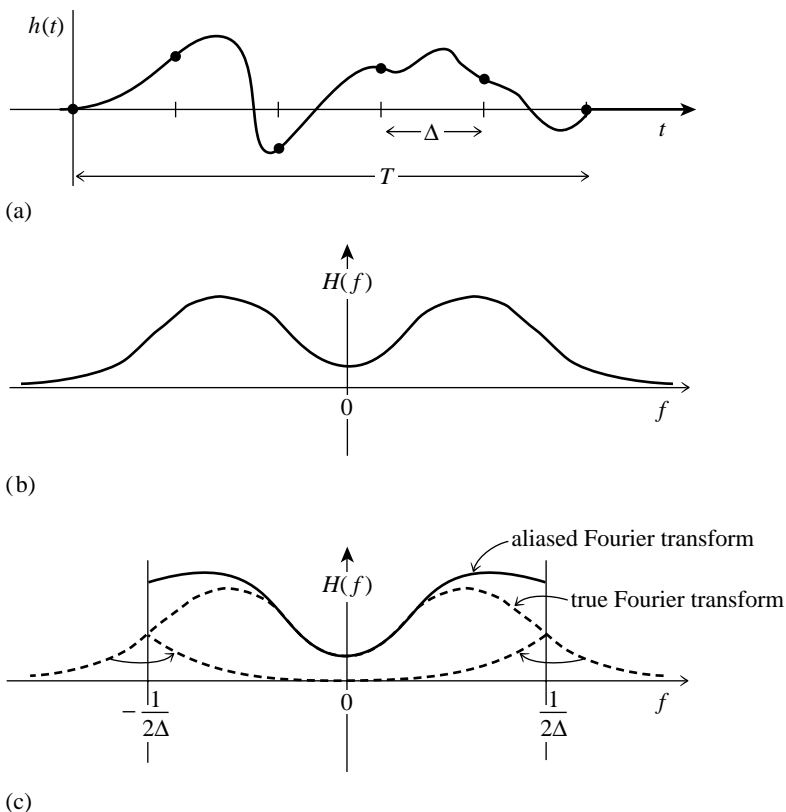 h(t)
t
Δ
T
(a)
H(f)
0
f
(b)
aliased Fourier transform
H(f)
true Fourier transform
0
f
−1/2Δ
1/2Δ
(c)